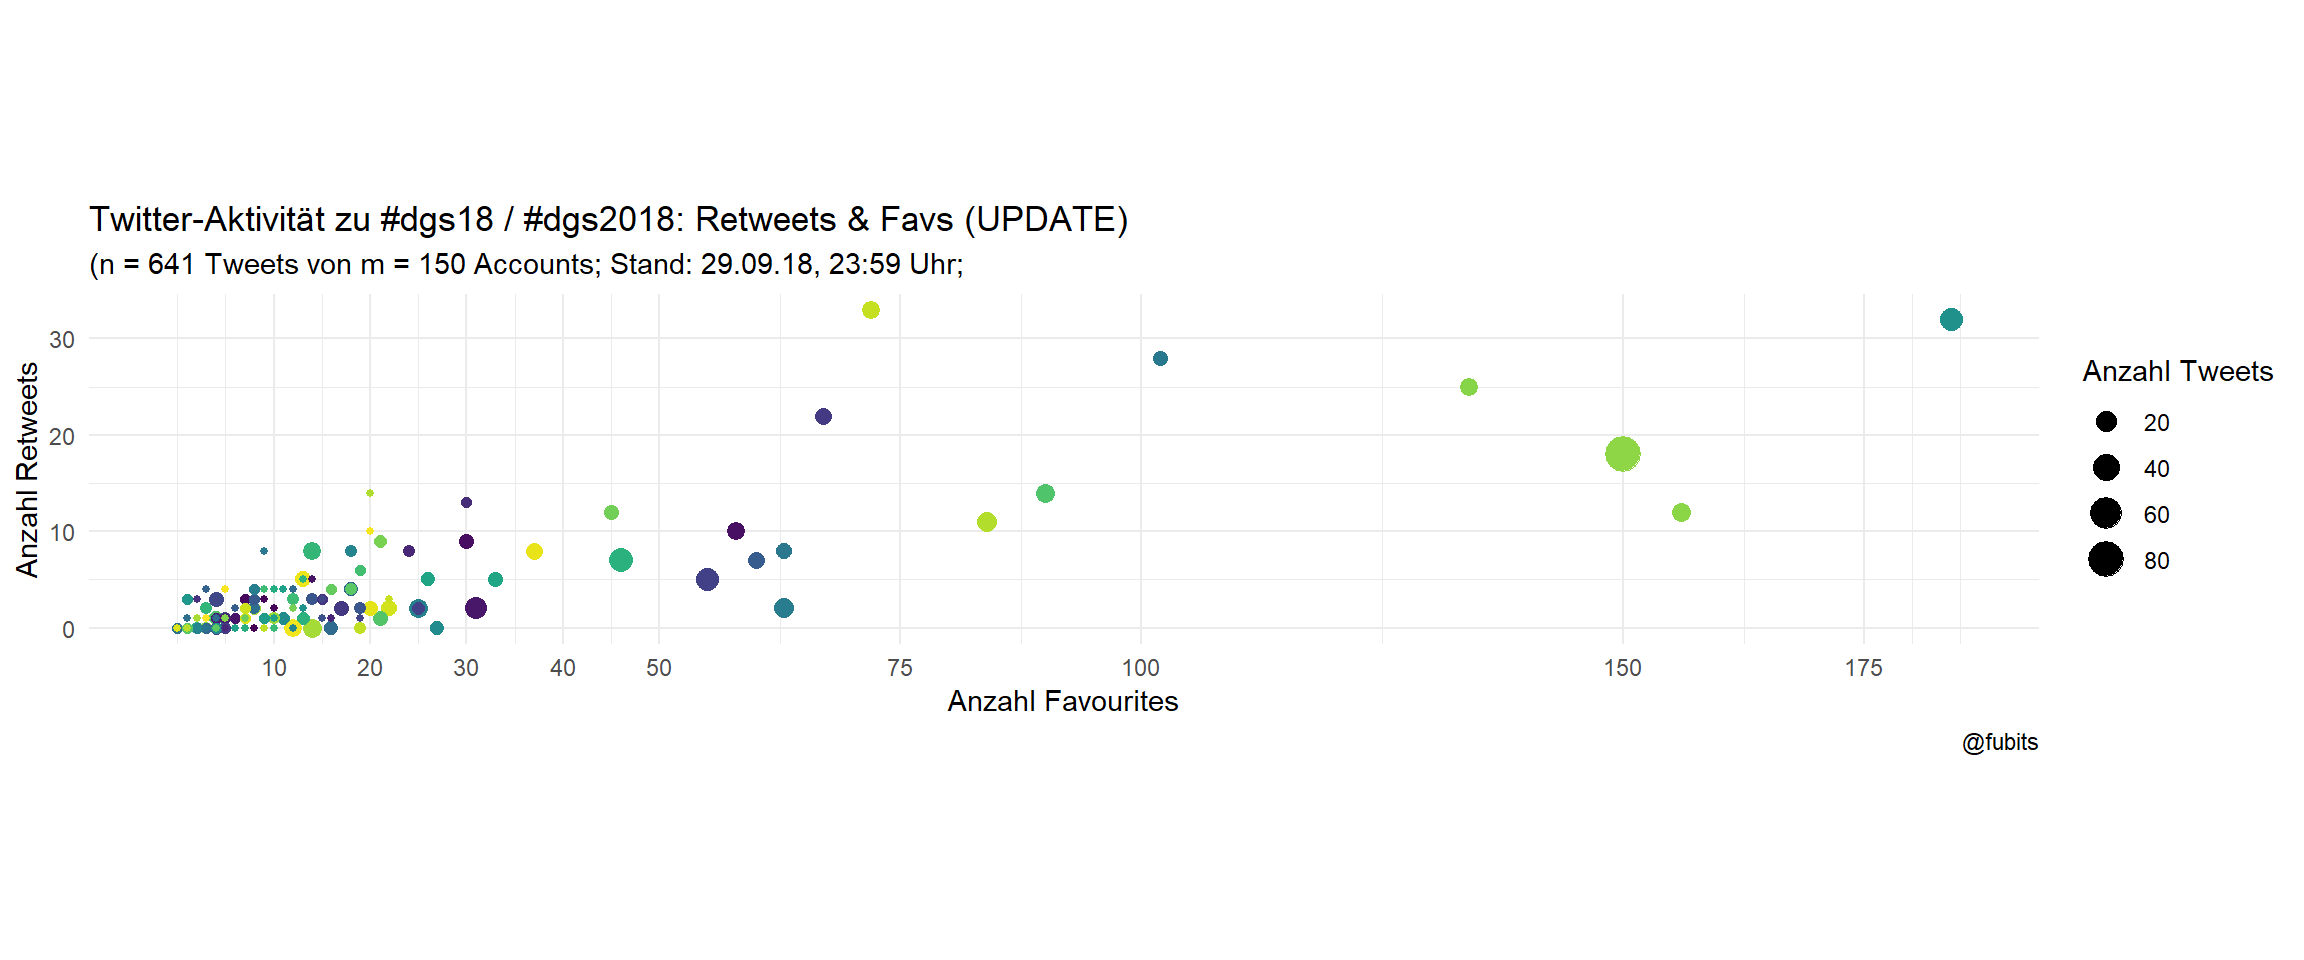 Twitter-Aktivität zu #dgs18 / #dgs2018: Retweets & Favs (UPDATE)
(n = 641 Tweets von m = 150 Accounts; Stand: 29.09.18, 23:59 Uhr;
Anzahl Retweets
30
20
10
0
10 20 30 40 50 75 100 150 175
Anzahl Favourites
Anzahl Tweets
20
40
60
80
@fubits